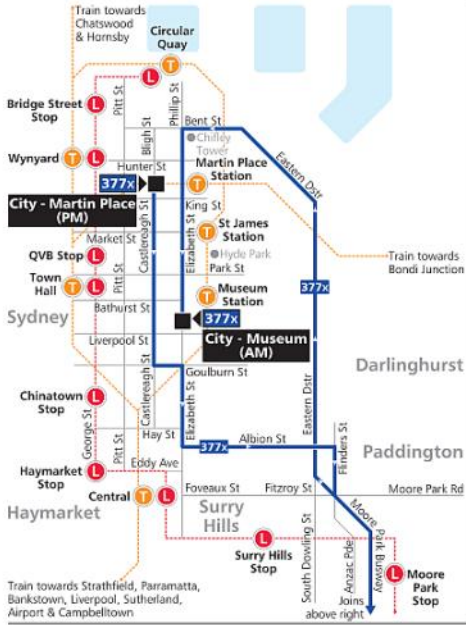 Train towards
Chatswood
& Hornsby
Circular
Quay
T
L
Bridge Street
Stop
L
Pitt St
Phillip St
Bligh St
Bent St
Chifley
Tower
Eastern Dstr
Wynyard
T
L
Hunter St
Martin Place
Station
T
377x
City - Martin Place
(PM)
King St
Castlereagh St
Elizabeth St
St James
Station
T
Market St
QVB Stop
L
Hyde Park
Park St
Train towards
Bondi Junction
Town
Hall
T
L
Pitt St
Museum
Station
T
377x
Bathurst St
377x
Sydney
City - Museum
(AM)
Liverpool St
Darlinghurst
Goulburn St
Chinatown
Stop
L
Castlereagh St
Elizabeth St
Eastern Dstr
George St
Pitt St
Hay St
377x
Albion St
Flinders St
Paddington
Haymarket
Stop
L
Eddy Ave
Foveaux St
Fitzroy St
Moore Park Rd
Central
T
L
Haymarket
Surry
Hills
L
Surry Hills
Stop
South Dowling St
Anzac Pde
Moore
Park Busway
L
Moore
Park
Stop
Joins
above right
Train towards Strathfield, Parramatta,
Bankstown, Liverpool, Sutherland,
Airport & Campbelltown